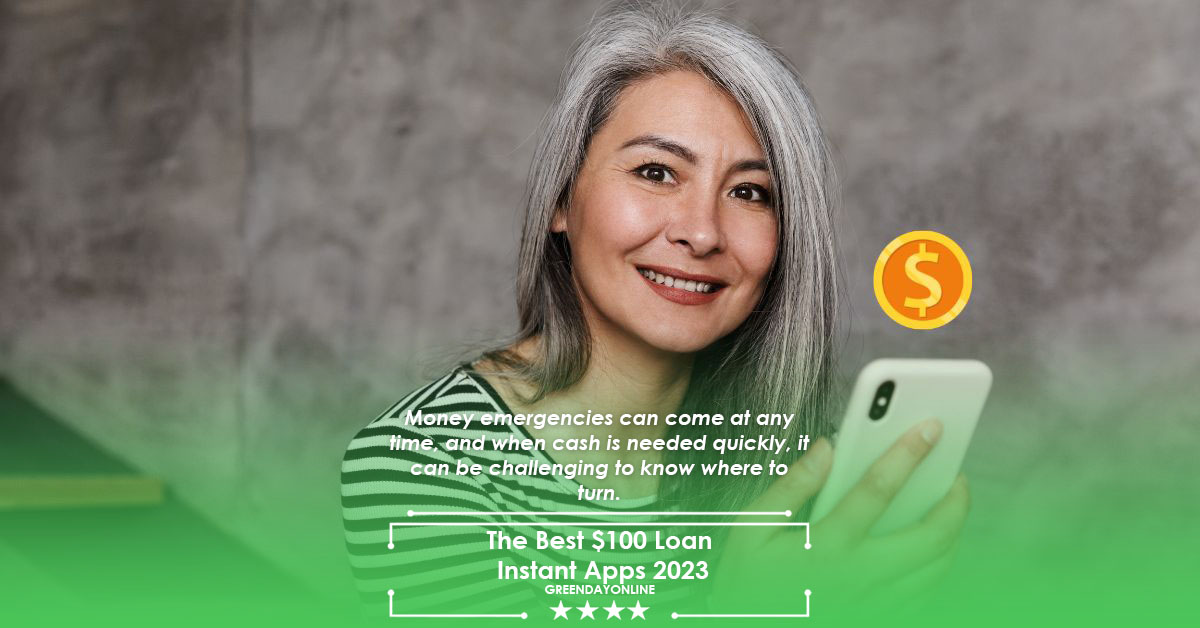 Money emergencies can come at any
time, and when cash is needed quickly, it
can be challenging to know where to
turn.
The Best $100 Loan
Instant Apps 2023
GREENDAYONLINE